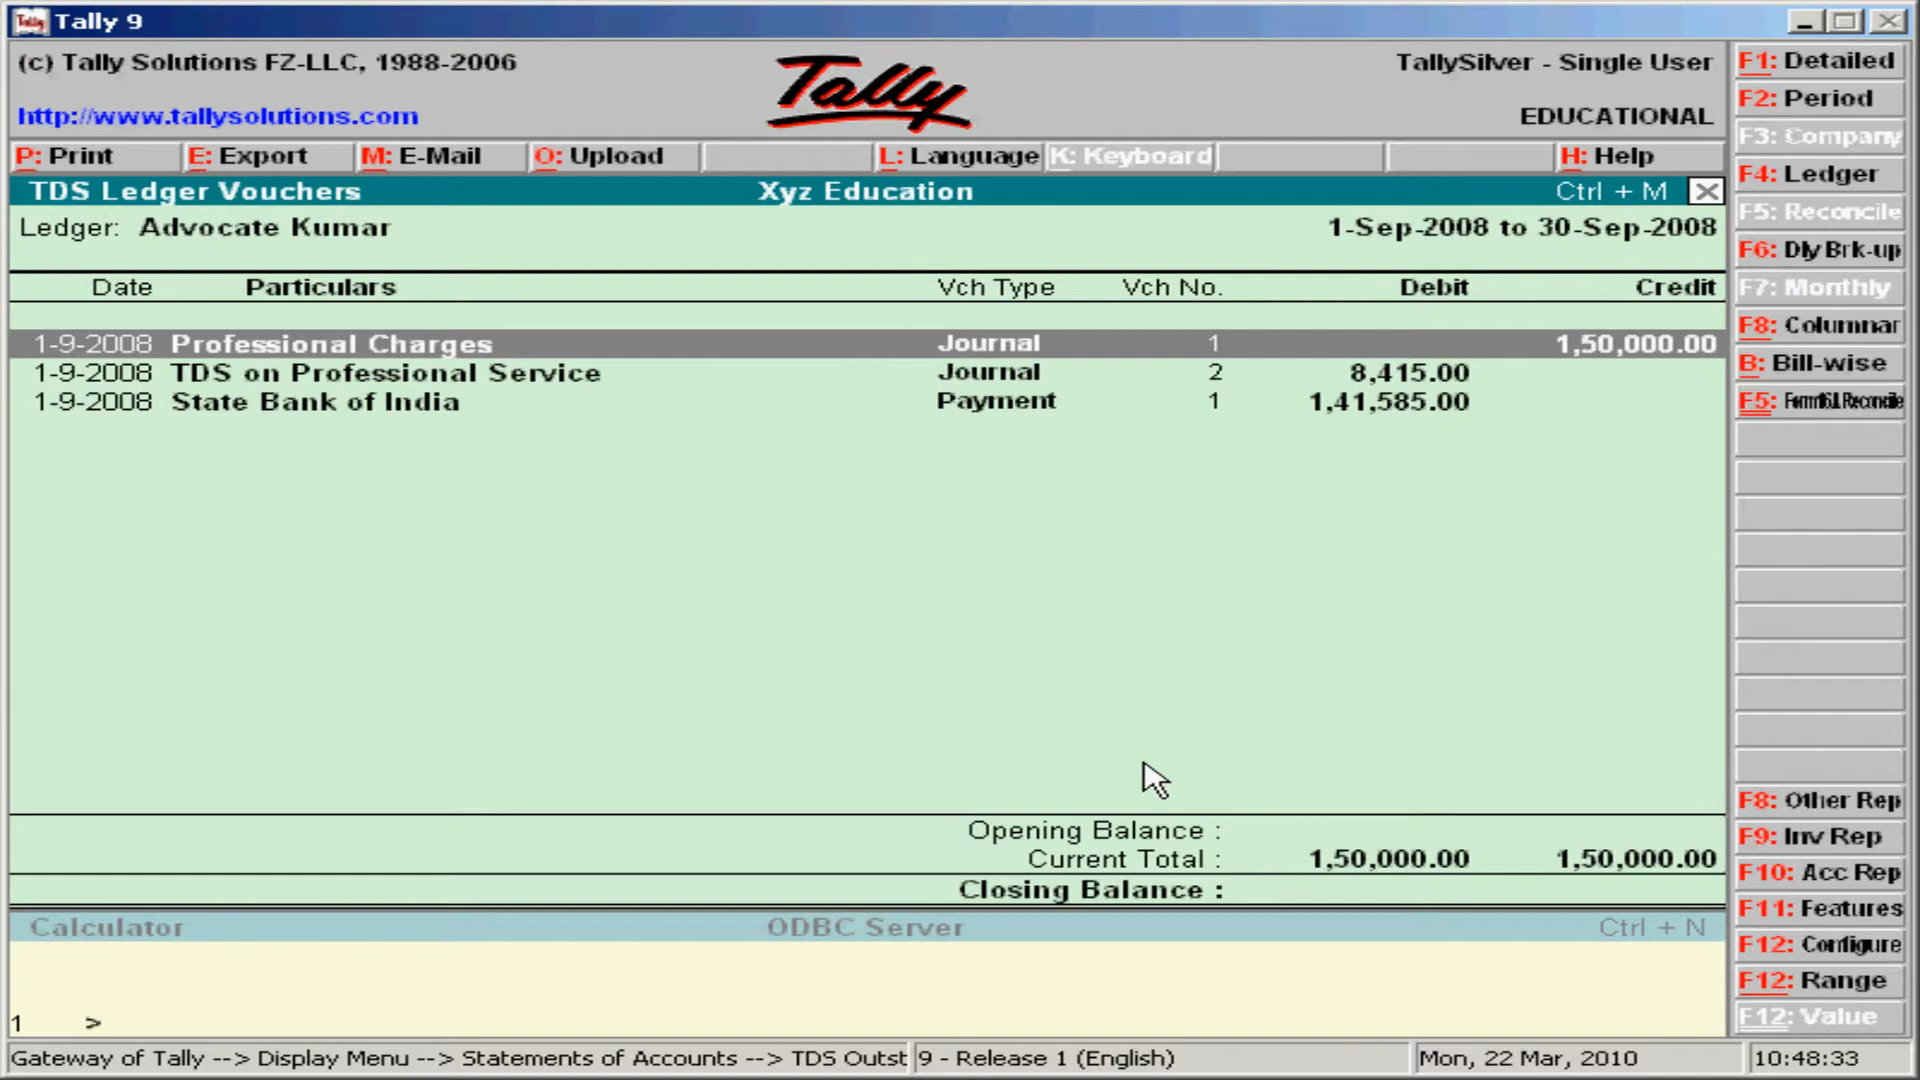 Tally Tally 9
(c) Tally Solutions FZ-LLC, 1988-2006
Tally
TallySilver - Single User
http://www.tallysolutions.com
EDUCATIONAL
P: Print E: Export M: E-Mail O: Upload L: Language K: Keyboard H: Help
TDS Ledger Vouchers Xyz Education Ctrl + M
Ledger: Advocate Kumar 1-Sep-2008 to 30-Sep-2008
Date Particulars Vch Type Vch No. Debit Credit
1-9-2008 Professional Charges Journal 1 1,50,000.00
1-9-2008 TDS on Professional Service Journal 2 8,415.00
1-9-2008 State Bank of India Payment 1 1,41,585.00
Opening Balance :
Current Total : 1,50,000.00 1,50,000.00
Closing Balance :
Calculator ODBC Server Ctrl + N
1 >
Gateway of Tally --> Display Menu --> Statements of Accounts --> TDS Outst 9 - Release 1 (English) Mon, 22 Mar, 2010 10:48:33
F1: Detailed
F2: Period
F3: Company
F4: Ledger
F5: Reconcile
F6: Dly Brk-up
F7: Monthly
F8: Columnar
B: Bill-wise
F5: Reconcile
F8: Other Rep
F9: Inv Rep
F10: Acc Rep
F11: Features
F12: Configure
F12: Range
F12: Value